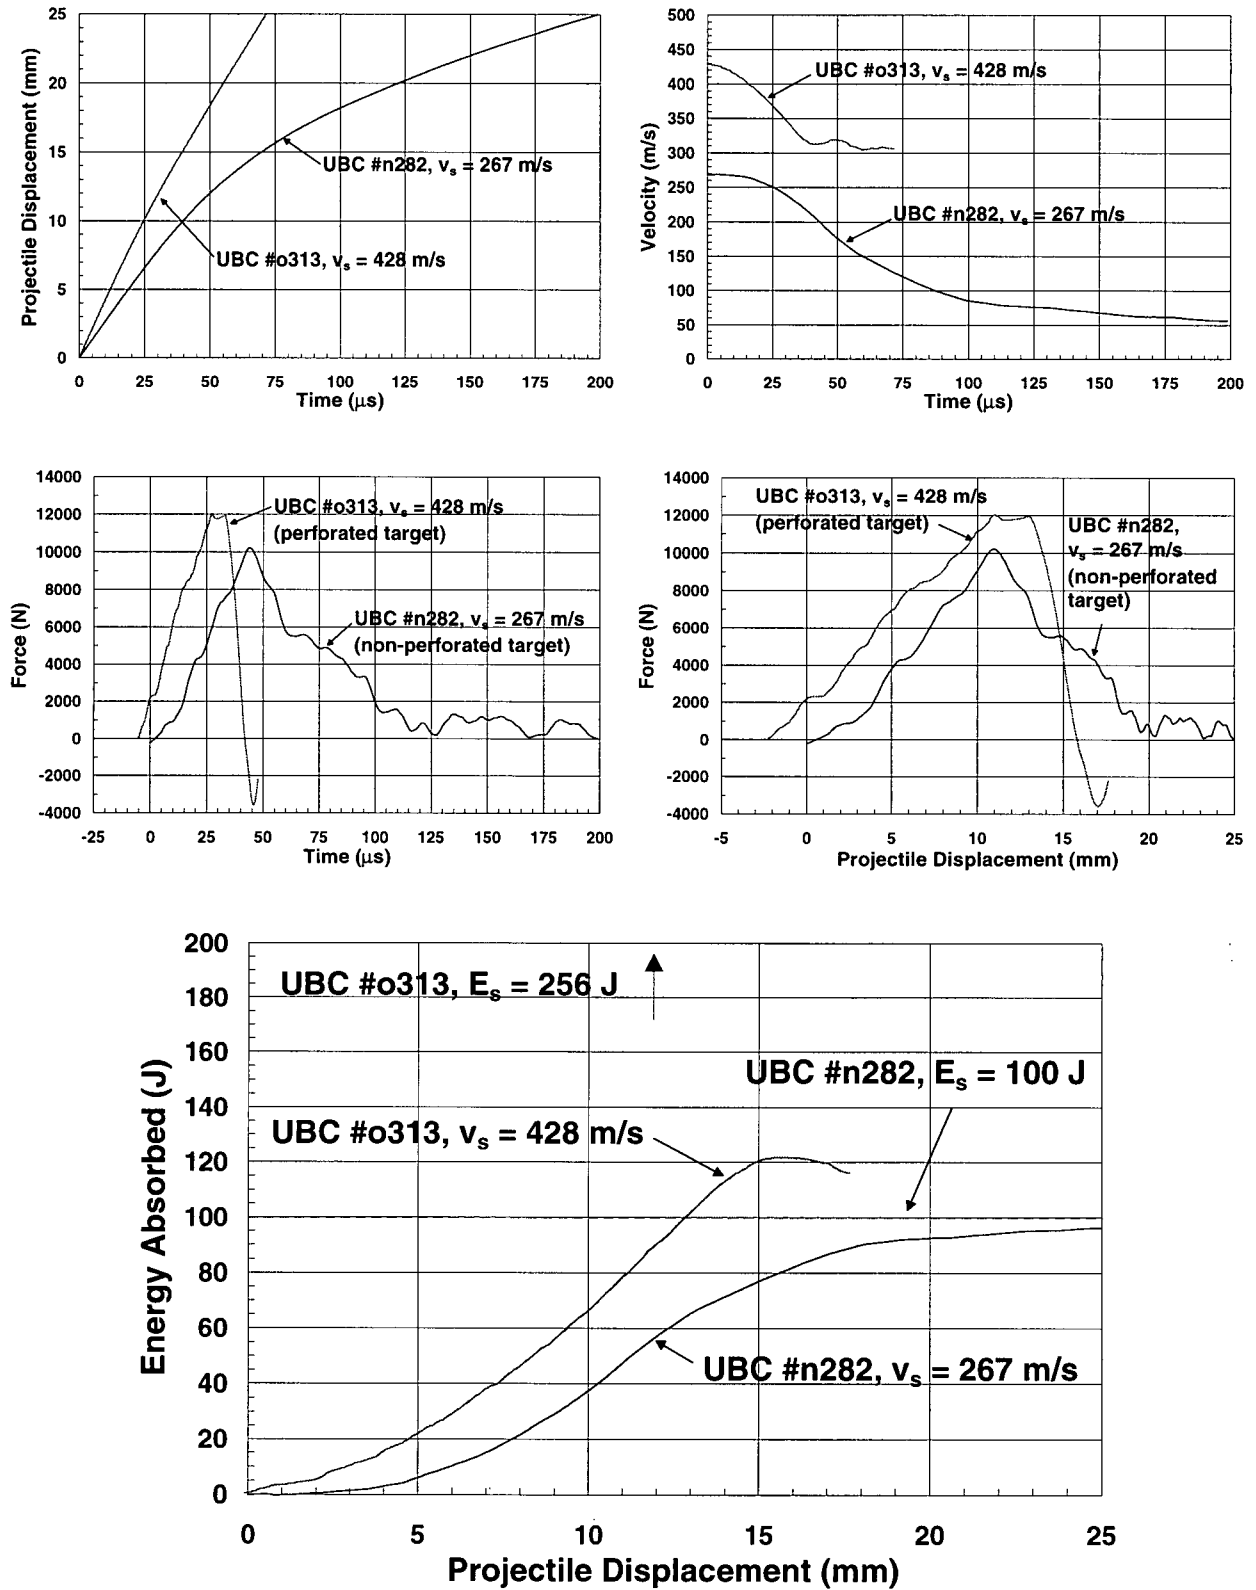 25
20
15
10
5
0
Projectile Displacement (mm)
UBC #n282, vs = 267 m/s
UBC #o313, vs = 428 m/s
0 25 50 75 100 125 150 175 200
Time (μs)
500
450
400
350
300
250
200
150
100
50
0
Velocity (m/s)
UBC #o313, vs = 428 m/s
UBC #n282, vs = 267 m/s
0 25 50 75 100 125 150 175 200
Time (μs)
14000
12000
10000
8000
6000
4000
2000
0
-2000
-4000
Force (N)
UBC #o313, vs = 428 m/s
(perforated target)
UBC #n282, vs = 267 m/s
(non-perforated target)
-25 0 25 50 75 100 125 150 175 200
Time (μs)
14000
12000
10000
8000
6000
4000
2000
0
-2000
-4000
Force (N)
UBC #o313, vs = 428 m/s
(perforated target)
UBC #n282,
vs = 267 m/s
(non-perforated
target)
-5 0 5 10 15 20 25
Projectile Displacement (mm)
200
180
160
140
120
100
80
60
40
20
0
Energy Absorbed (J)
UBC #o313, Es = 256 J
UBC #n282, Es = 100 J
UBC #o313, vs = 428 m/s
UBC #n282, vs = 267 m/s
0 5 10 15 20 25
Projectile Displacement (mm)